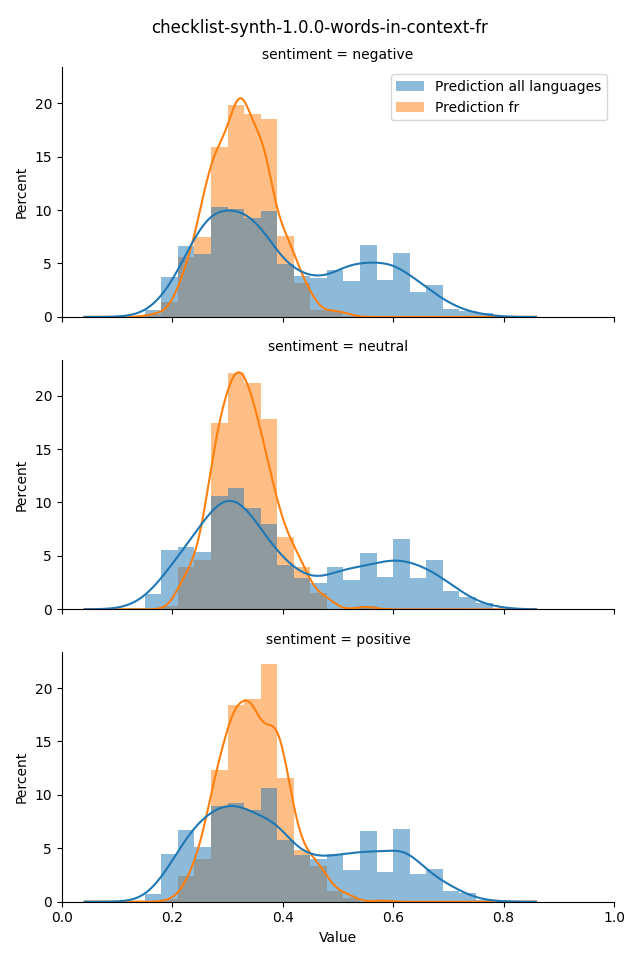 checklist-synth-1.0.0-words-in-context-fr
sentiment = negative
Prediction all languages
Prediction fr
20
15
10
5
0
Percent
sentiment = neutral
20
15
10
5
0
Percent
sentiment = positive
20
15
10
5
0
Percent
0.0 0.2 0.4 0.6 0.8 1.0
Value